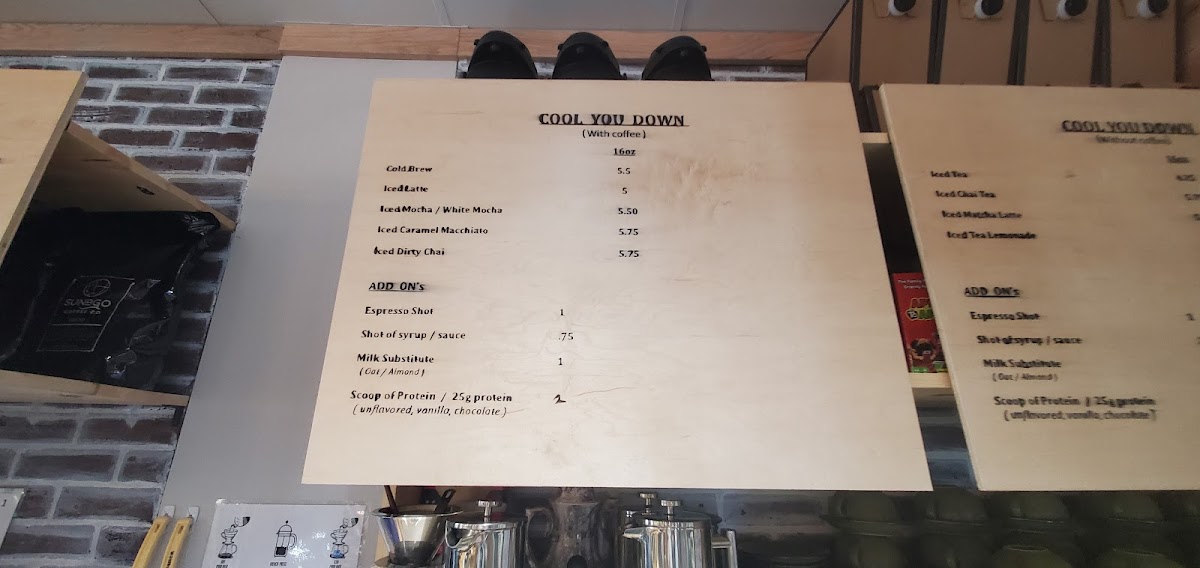 COOL YOU DOWN
(With coffee)
16oz
Cold Brew 5.5
Iced Latte 5
Iced Mocha / White Mocha 5.50
Iced Caramel Macchiato 5.75
Iced Dirty Chai 5.75
ADD ON's
Espresso Shot 1
Shot of syrup / sauce .75
Milk Substitute 1
(Oat / Almond)
Scoop of Protein / 25g protein 2
(unflavored, vanilla, chocolate)
COOL YOU DOWN
(Without coffee)
Iced Tea
Iced Chai Tea
Iced Matcha Latte
Iced Tea Lemonade
ADD ON's
Espresso Shot
Shot of syrup / sauce
Milk Substitute
(Oat / Almond)
Scoop of Protein / 25g protein
(unflavored, vanilla, chocolate)
SUNERGO